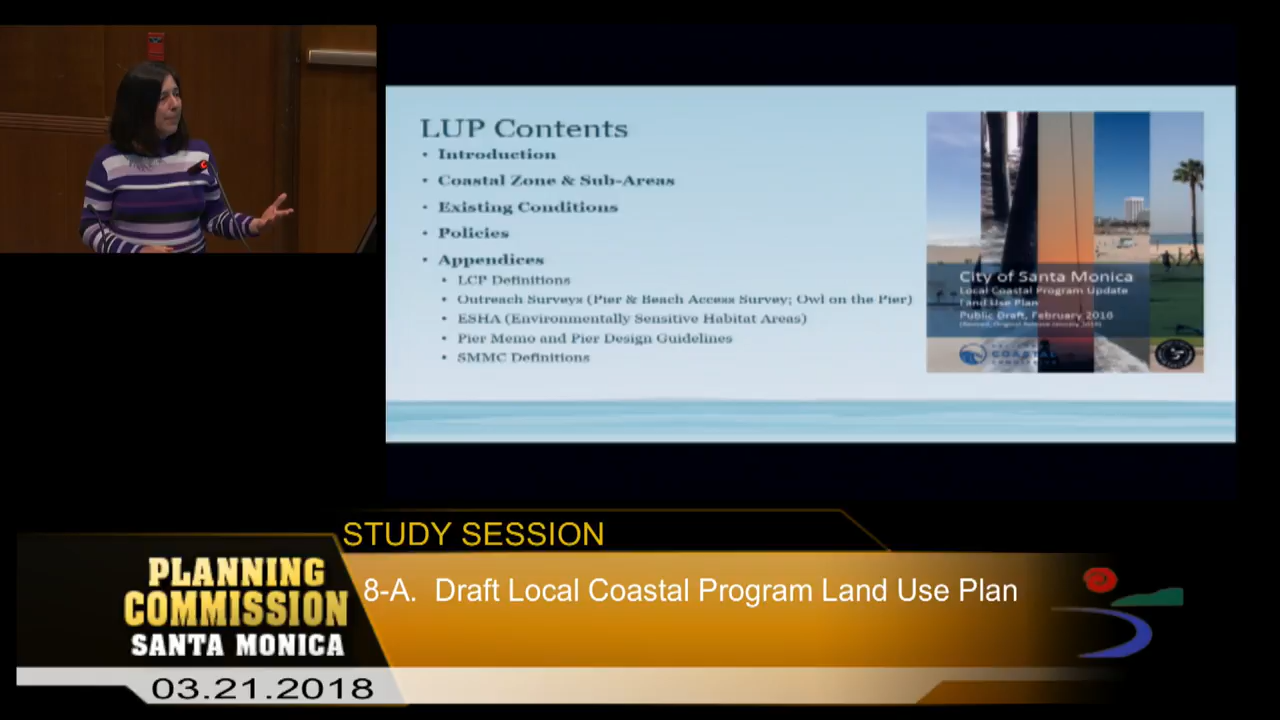 LUP Contents
• Introduction
• Coastal Zone & Sub-Areas
• Existing Conditions
• Policies
• Appendices
• LCP Definitions
• Outreach Surveys (Pier & Beach Access Survey; Owl on the Pier)
• ESHA (Environmentally Sensitive Habitat Areas)
• Pier Memo and Pier Design Guidelines
• SMMC Definitions
City of Santa Monica
Local Coastal Program Update
Land Use Plan
Public Draft, February 2018
COASTAL
STUDY SESSION
8-A. Draft Local Coastal Program Land Use Plan
PLANNING
COMMISSION
SANTA MONICA
03.21.2018